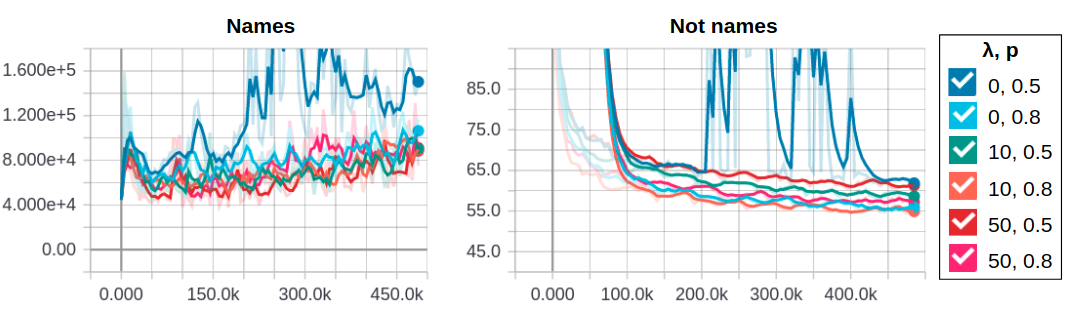 Names
1.600e+5
1.200e+5
8.000e+4
4.000e+4
0.00
0.000 150.0k 300.0k 450.0k
Not names
85.0
75.0
65.0
55.0
45.0
0.000 100.0k 200.0k 300.0k 400.0k
λ, p
0, 0.5
0, 0.8
10, 0.5
10, 0.8
50, 0.5
50, 0.8